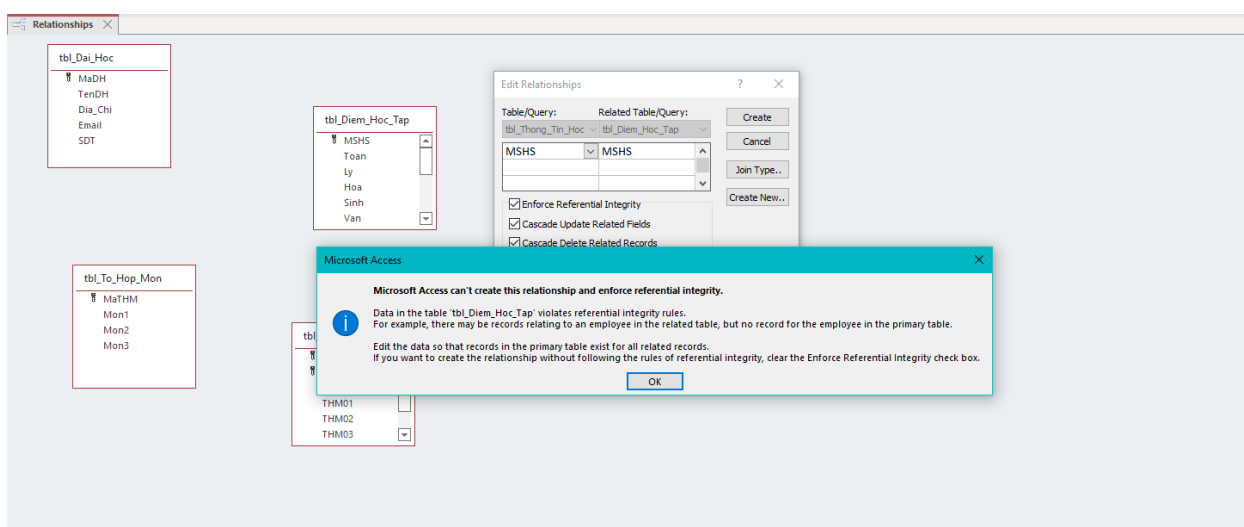 Relationships
tbl_Dai_Hoc
MaDH
TenDH
Dia_Chi
Email
SDT
tbl_Diem_Hoc_Tap
MSHS
Toan
Ly
Hoa
Sinh
Van
Edit Relationships
?
Table/Query: Related Table/Query:
tbl_Thong_Tin_Hoc tbl_Diem_Hoc_Tap
MSHS MSHS
Enforce Referential Integrity
Cascade Update Related Fields
Cascade Delete Related Records
Create
Cancel
Join Type..
Create New..
Microsoft Access
Microsoft Access can't create this relationship and enforce referential integrity.
Data in the table 'tbl_Diem_Hoc_Tap' violates referential integrity rules.
For example, there may be records relating to an employee in the related table, but no record for the employee in the primary table.
Edit the data so that records in the primary table exist for all related records.
If you want to create the relationship without following the rules of referential integrity, clear the Enforce Referential Integrity check box.
OK
tbl_To_Hop_Mon
MaTHM
Mon1
Mon2
Mon3
tbl
THM01
THM02
THM03